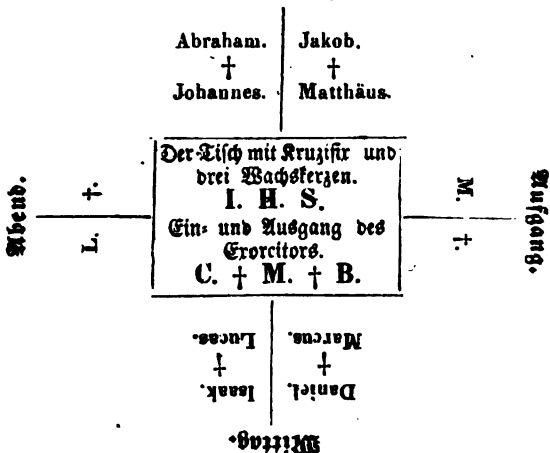 Abraham. Jakob.
† †
Johannes. Matthäus.
Der Tisch mit Kruzifix und
drei Wachskerzen.
I. H. S.
Ein- und Ausgang des
Exorcitors.
C. † M. † B.
Abend.
L. †.
M. †.
Aufgang.
Marcus. Lucas.
† †
Daniel. Isaak.
Mittag.